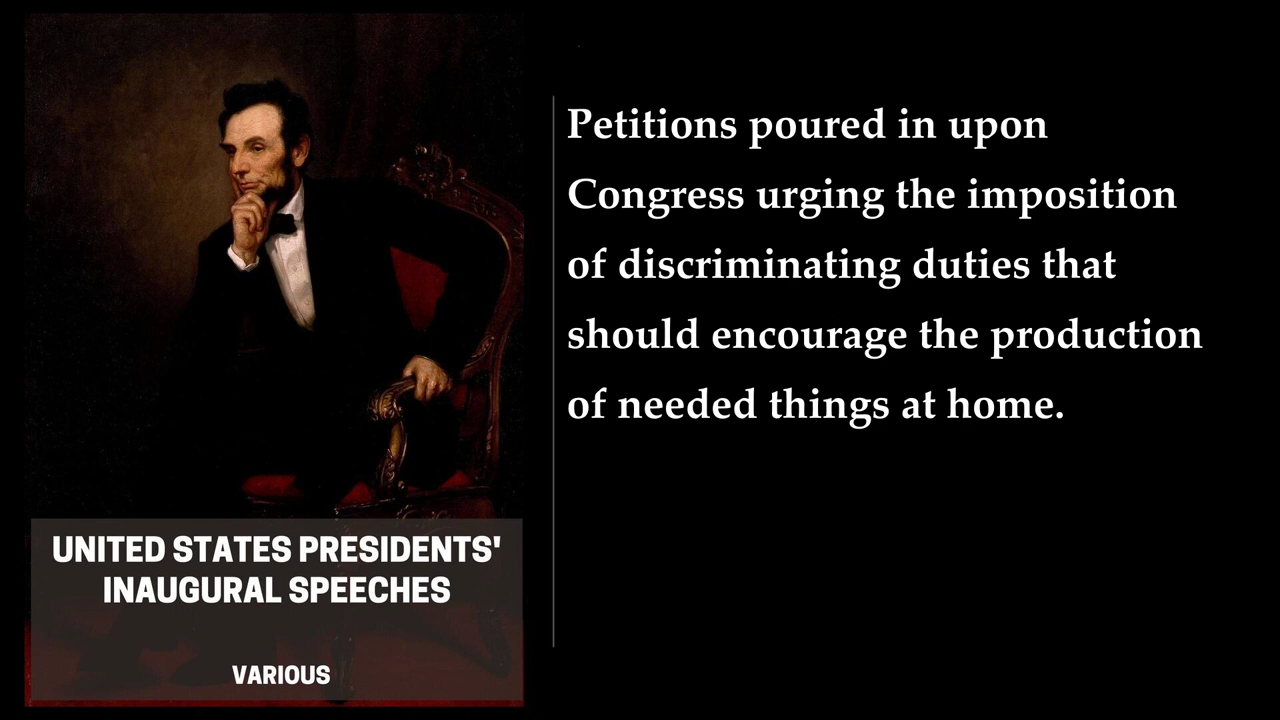 Petitions poured in upon
Congress urging the imposition
of discriminating duties that
should encourage the production
of needed things at home.
UNITED STATES PRESIDENTS'
INAUGURAL SPEECHES
VARIOUS